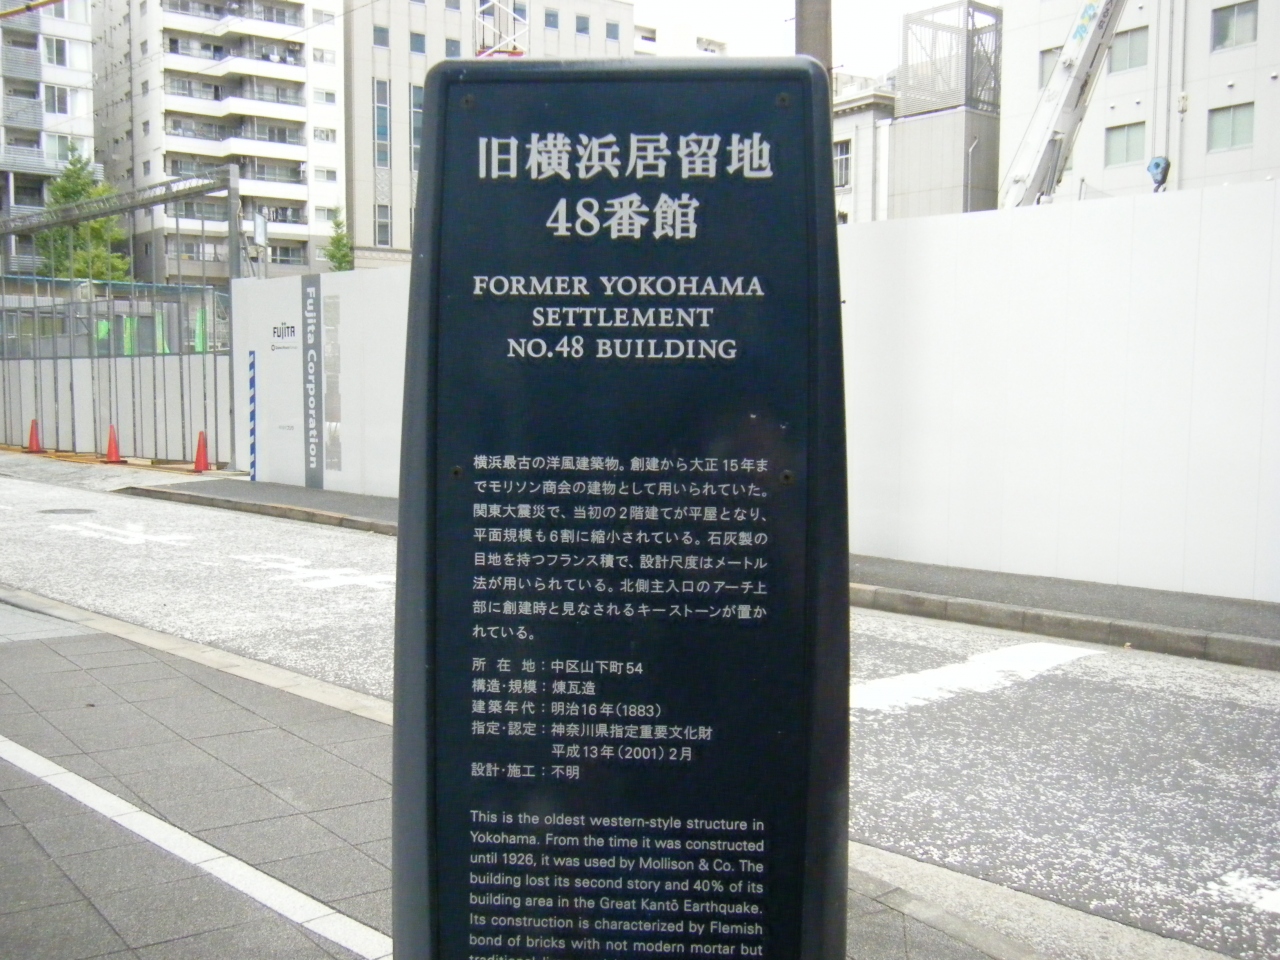 旧横浜居留地
48番館
FORMER YOKOHAMA
SETTLEMENT
NO.48 BUILDING
横浜最古の洋風建築物。創建から大正15年ま
でモリソン商会の建物として用いられていた。
関東大震災で、当初の2階建てが平屋となり、
平面規模も6割に縮小されている。石灰製の
目地を持つフランス積で、設計尺度はメートル
法が用いられている。北側主入口のアーチ上
部に創建時と見なされるキーストーンが置か
れている。
所在地：中区山下町54
構造・規模：煉瓦造
建築年代：明治16年(1883)
指定・認定：神奈川県指定重要文化財
平成13年(2001)2月
設計・施工：不明
This is the oldest western-style structure in
Yokohama. From the time it was constructed
until 1926, it was used by Mollison & Co. The
building lost its second story and 40% of its
building area in the Great Kantō Earthquake.
Its construction is characterized by Flemish
bond of bricks with not modern mortar but
FUJITA
Fujita Corporation